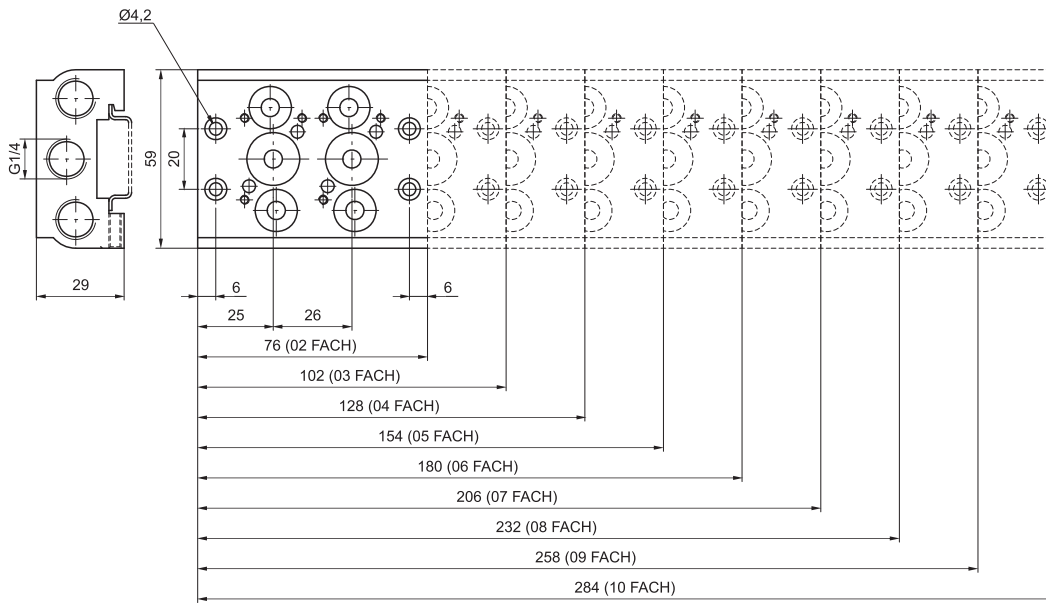 Ø4,2
G1/4
59
20
29
6
6
25
26
76 (02 FACH)
102 (03 FACH)
128 (04 FACH)
154 (05 FACH)
180 (06 FACH)
206 (07 FACH)
232 (08 FACH)
258 (09 FACH)
284 (10 FACH)